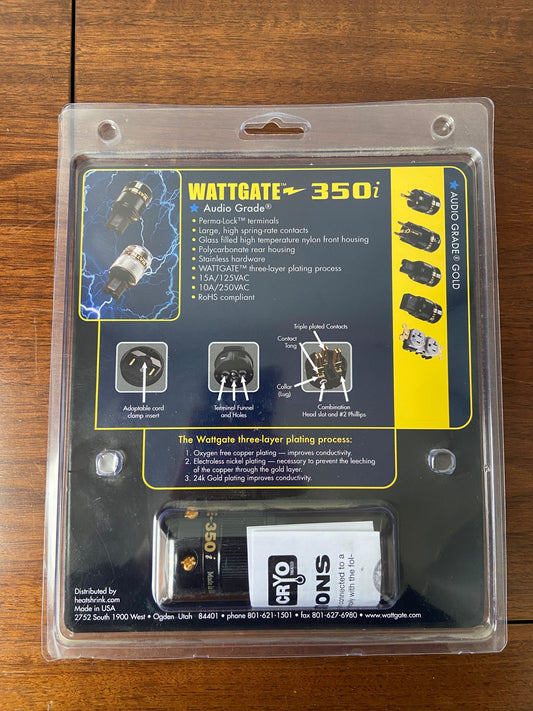 WATTGATE™ 350i
Audio Grade®
• Perma-Lock™ terminals
• Large, high spring-rate contacts
• Glass filled high temperature nylon front housing
• Polycarbonate rear housing
• Stainless hardware
• WATTGATE™ three-layer plating process
• 15A/125VAC
• 10A/250VAC
• RoHS compliant
AUDIO GRADE® GOLD
Triple plated Contacts
Contact
Tang
Collar
(Lug)
Adaptable cord
clamp insert
Terminal Funnel
and Holes
Combination
Head slot and #2 Phillips
The Wattgate three-layer plating process:
1. Oxygen free copper plating — improves conductivity.
2. Electroless nickel plating — necessary to prevent the leeching
of the copper through the gold layer.
3. 24k Gold plating improves conductivity.
350i
CRYO
ONS
connected to a
with the fol-
Distributed by
heatshrink.com
Made in USA
2752 South 1900 West • Ogden Utah 84401 • phone 801-621-1501 • fax 801-627-6980 • www.wattgate.com